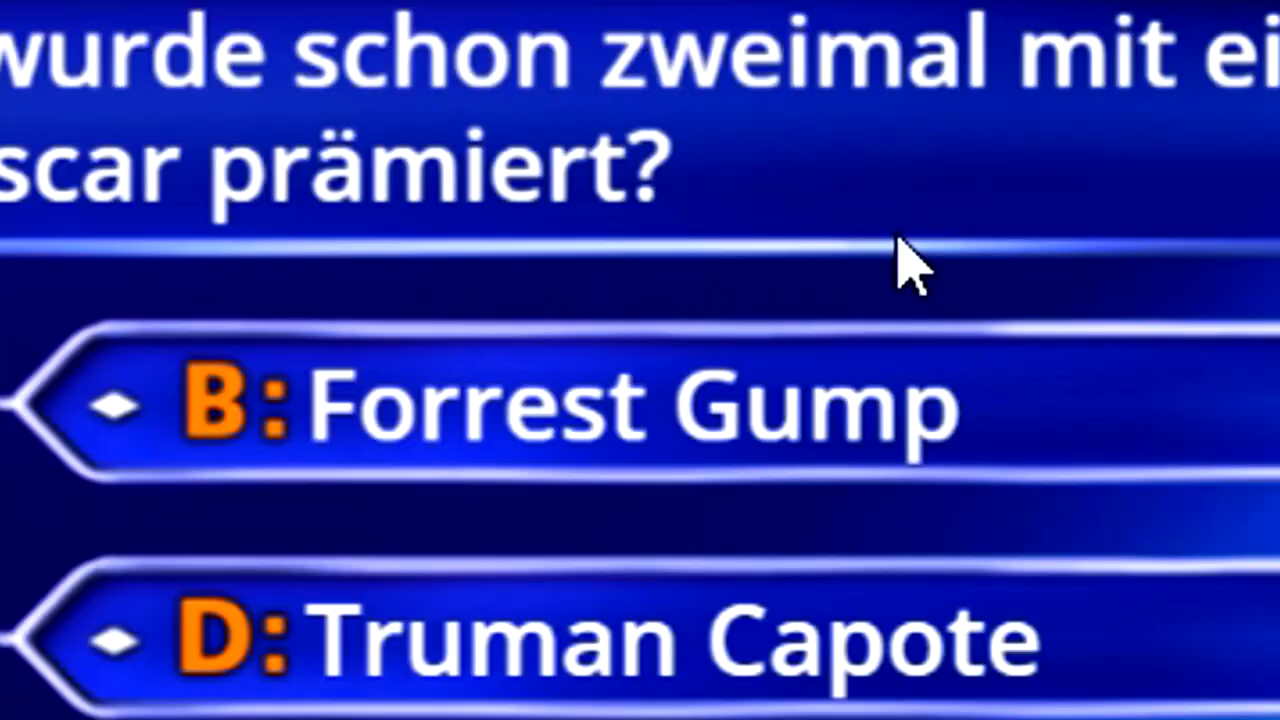 wurde schon zweimal mit ei
scar prämiert?
B: Forrest Gump
D: Truman Capote